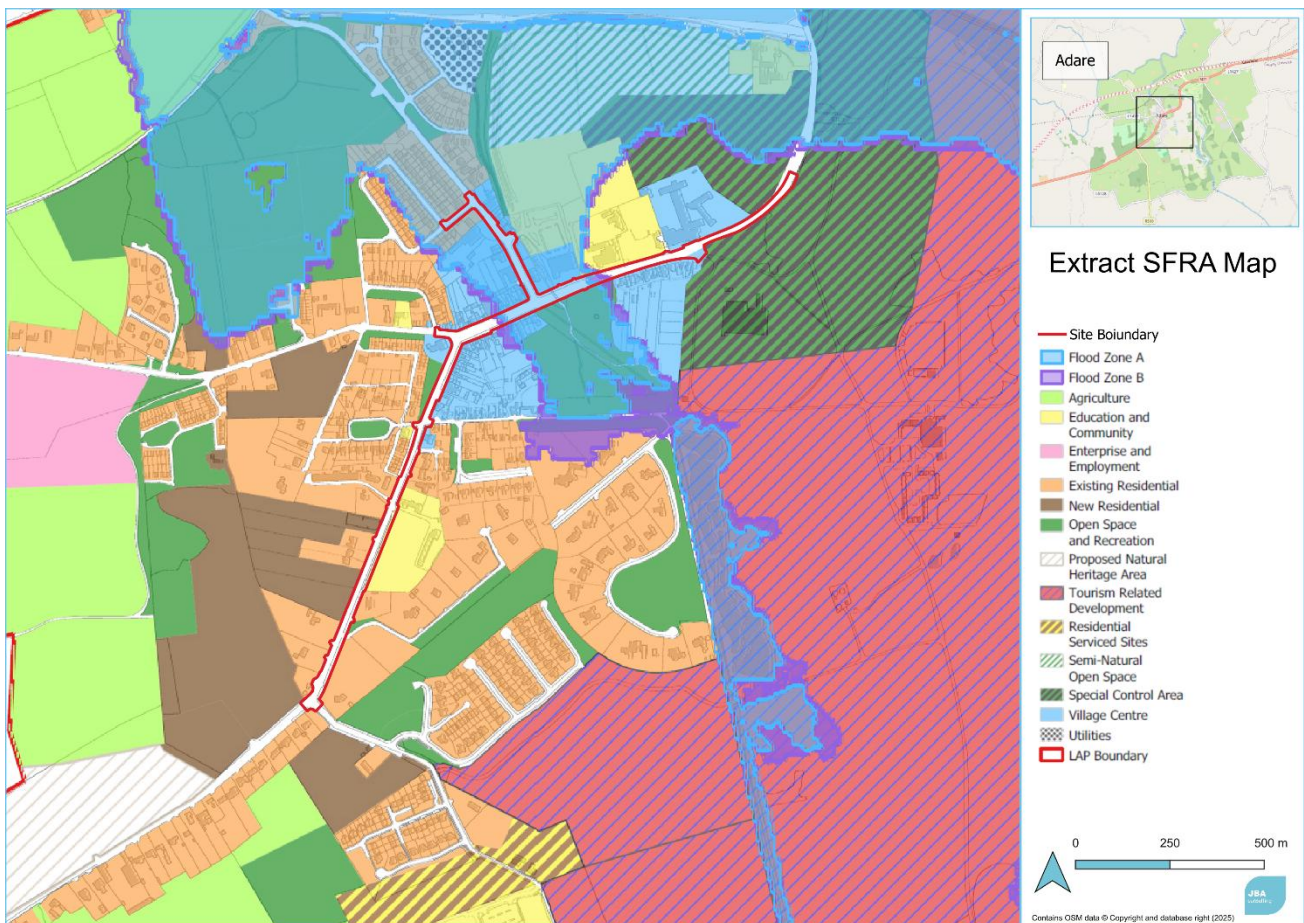 Adare
Extract SFRA Map
Site Boiundary
Flood Zone A
Flood Zone B
Agriculture
Education and
Community
Enterprise and
Employment
Existing Residential
New Residential
Open Space
and Recreation
Proposed Natural
Heritage Area
Tourism Related
Development
Residential
Serviced Sites
Semi-Natural
Open Space
Special Control Area
Village Centre
Utilities
LAP Boundary
0 250 500 m
JBA
consulting
Contains OSM data © Copyright and database right (2025)